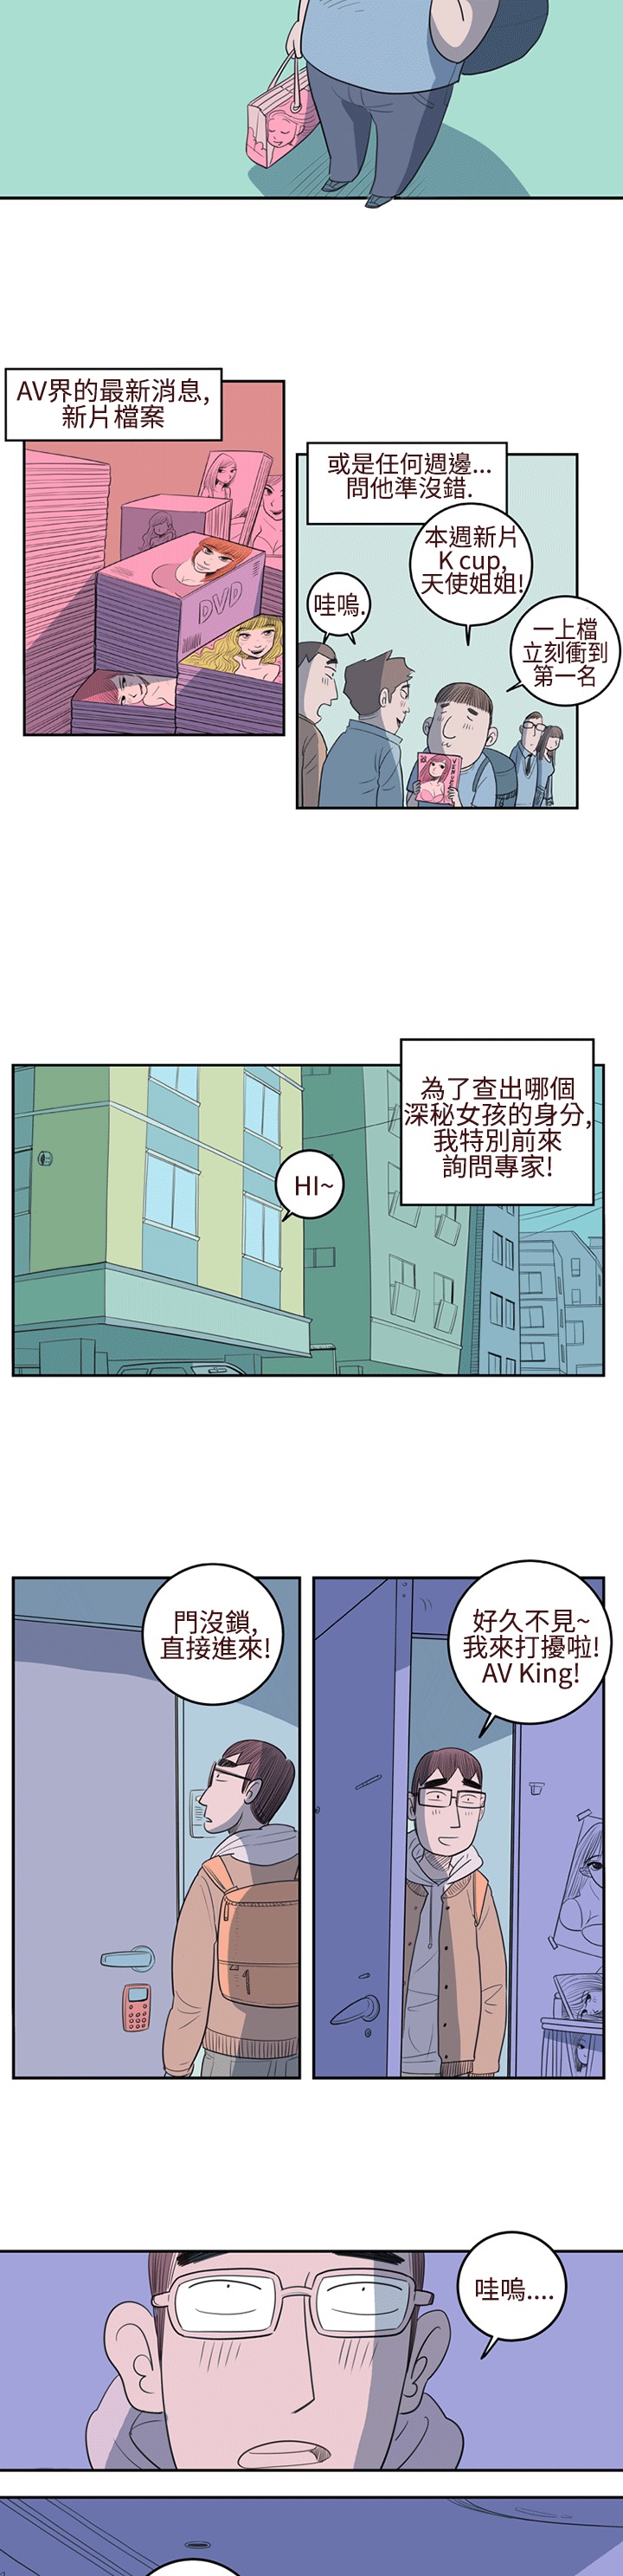 AV界的最新消息,
新片檔案
或是任何週邊...
問他準沒錯.
本週新片
K cup,
天使姐姐!
哇嗚.
一上檔
立刻衝到
第一名
DVD
為了查出哪個
深秘女孩的身分,
我特別前來
詢問專家!
HI~
門沒鎖,
直接進來!
好久不見~
我來打擾啦!
AV King!
哇嗚....